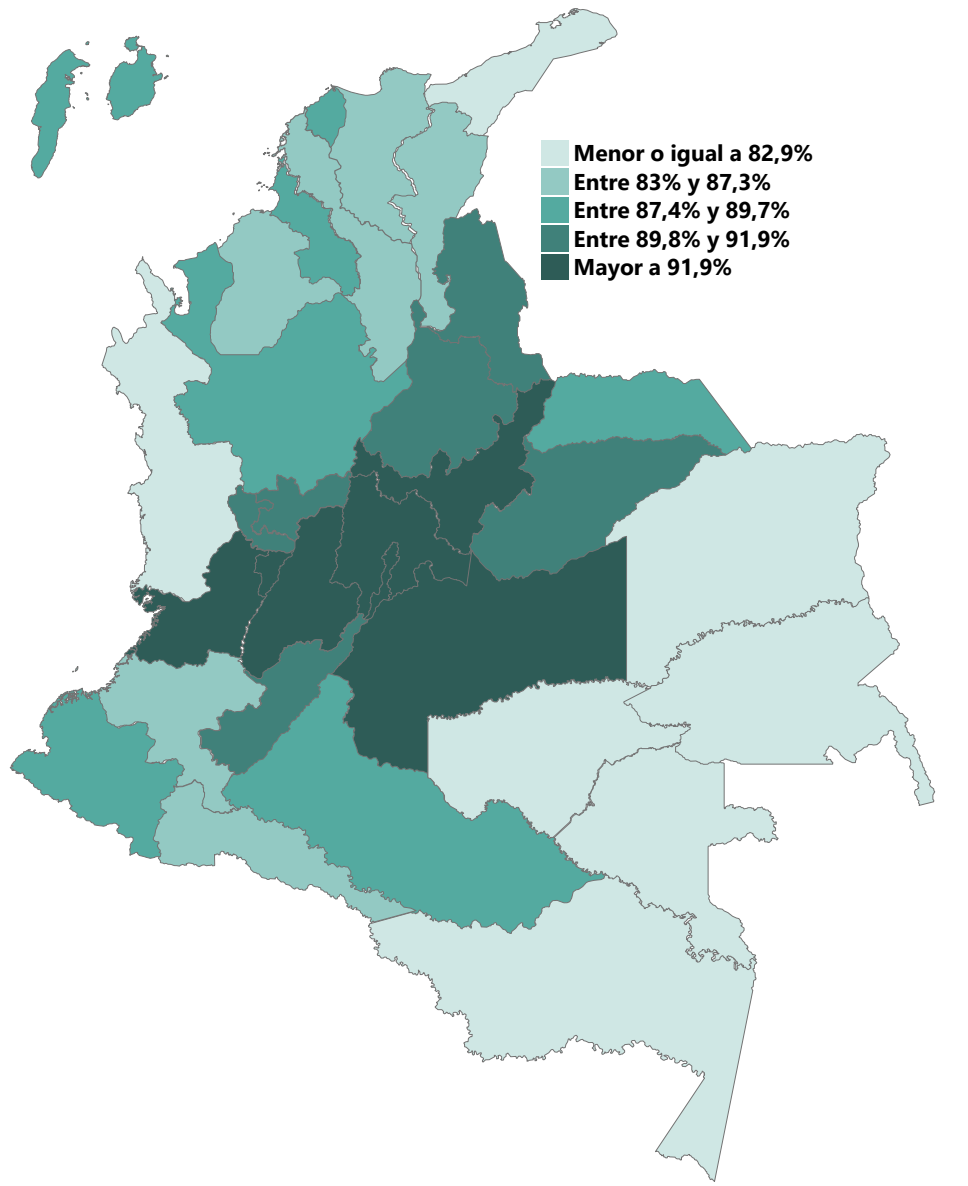 Menor o igual a 82,9%
Entre 83% y 87,3%
Entre 87,4% y 89,7%
Entre 89,8% y 91,9%
Mayor a 91,9%